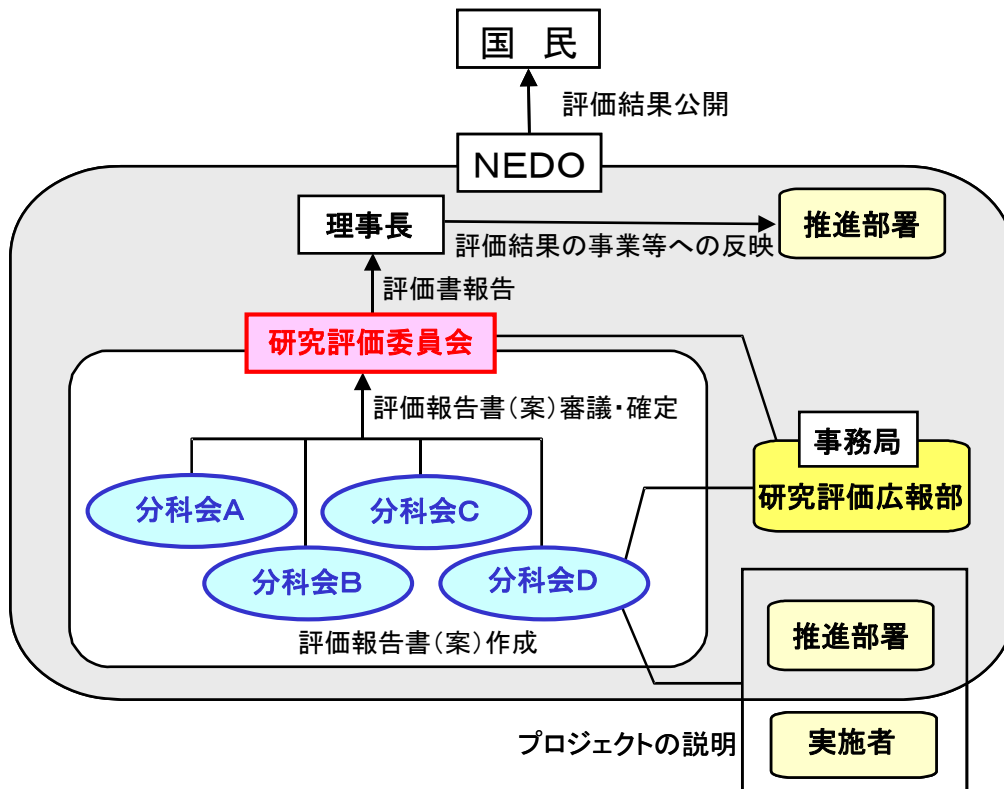 国　民
評価結果公開
NEDO
理事長
推進部署
評価結果の事業等への反映
評価書報告
研究評価委員会
評価報告書(案)審議・確定
事務局
研究評価広報部
分科会A
分科会C
分科会B
分科会D
評価報告書(案)作成
推進部署
プロジェクトの説明
実施者